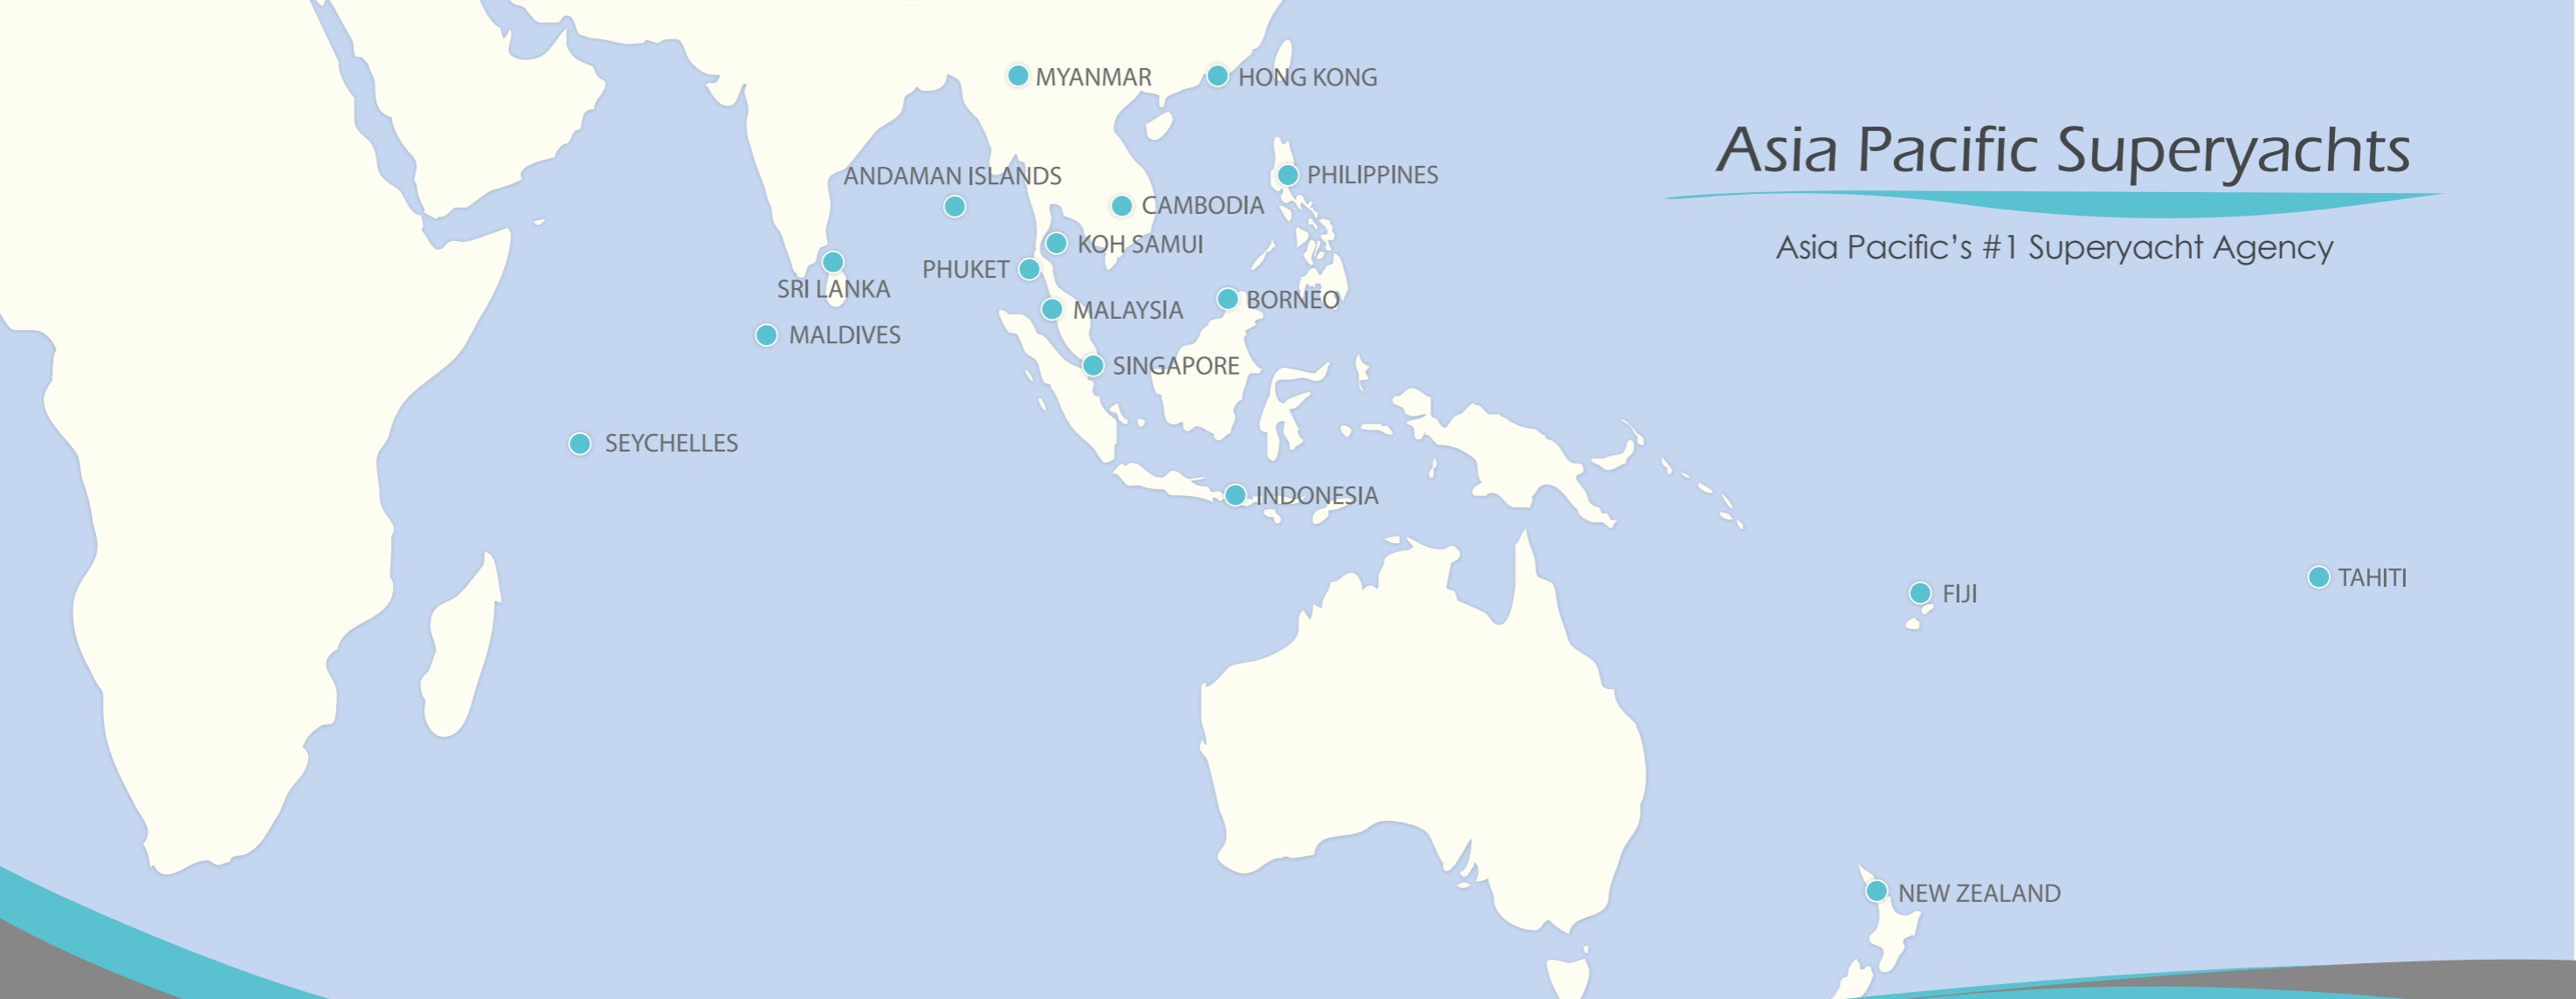 MYANMAR
HONG KONG
Asia Pacific Superyachts
ANDAMAN ISLANDS
PHILIPPINES
CAMBODIA
KOH SAMUI
Asia Pacific’s #1 Superyacht Agency
PHUKET
SRI LANKA
BORNEO
MALAYSIA
MALDIVES
SINGAPORE
SEYCHELLES
INDONESIA
TAHITI
FIJI
NEW ZEALAND